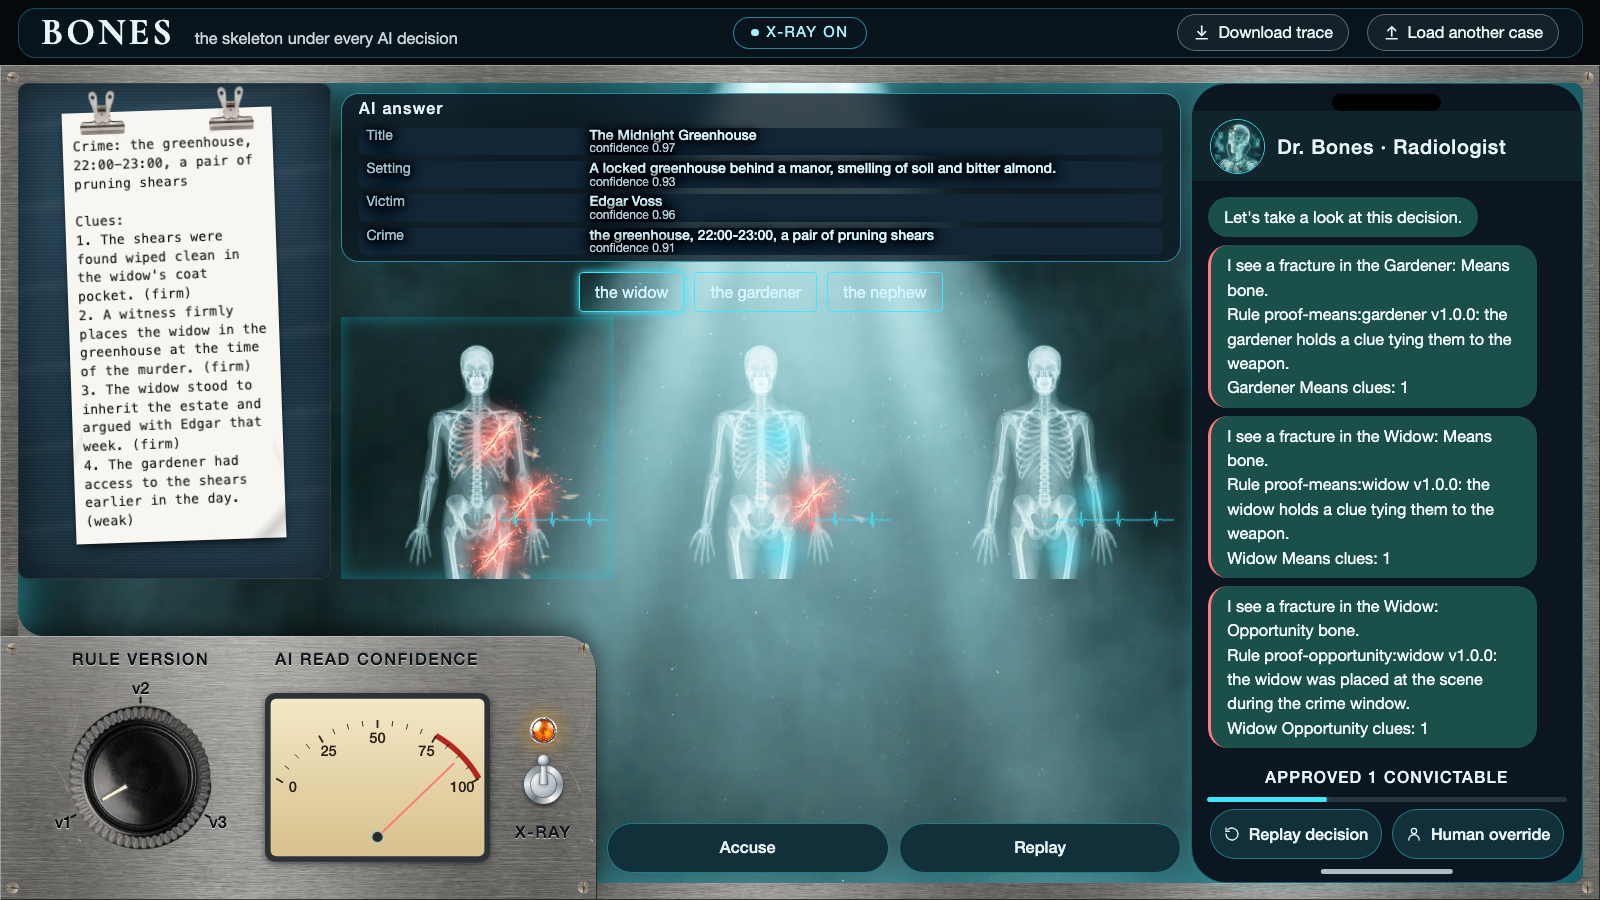 BONES
the skeleton under every AI decision
X-RAY ON
Download trace
Load another case
Crime: the greenhouse,
22:00–23:00, a pair of
pruning shears
Clues:
1. The shears were
found wiped clean in
the widow's coat
pocket. (firm)
2. A witness firmly
places the widow in the
greenhouse at the time
of the murder. (firm)
3. The widow stood to
inherit the estate and
argued with Edgar that
week. (firm)
4. The gardener had
access to the shears
earlier in the day.
(weak)
AI answer
Title
The Midnight Greenhouse
confidence 0.97
Setting
A locked greenhouse behind a manor, smelling of soil and bitter almond.
confidence 0.93
Victim
Edgar Voss
confidence 0.96
Crime
the greenhouse, 22:00-23:00, a pair of pruning shears
confidence 0.91
the widow
the gardener
the nephew
RULE VERSION
v1
v2
v3
AI READ CONFIDENCE
0
25
50
75
100
X-RAY
Accuse
Replay
Dr. Bones · Radiologist
Let's take a look at this decision.
I see a fracture in the Gardener: Means
bone.
Rule proof-means:gardener v1.0.0: the
gardener holds a clue tying them to the
weapon.
Gardener Means clues: 1
I see a fracture in the Widow: Means
bone.
Rule proof-means:widow v1.0.0: the
widow holds a clue tying them to the
weapon.
Widow Means clues: 1
I see a fracture in the Widow:
Opportunity bone.
Rule proof-opportunity:widow v1.0.0:
the widow was placed at the scene
during the crime window.
Widow Opportunity clues: 1
APPROVED 1 CONVICTABLE
Replay decision
Human override